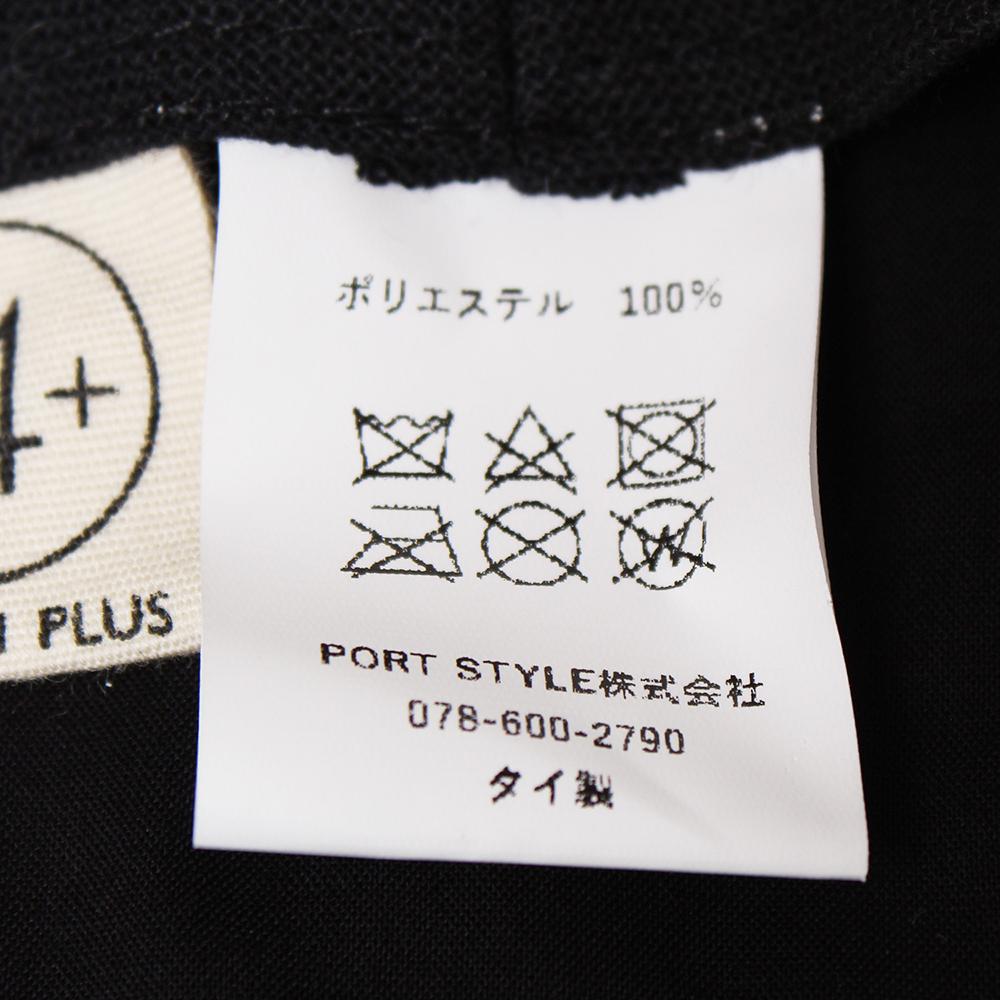 4+
PLUS
ポリエステル 100%
PORT STYLE株式会社
078-600-2790
タイ製